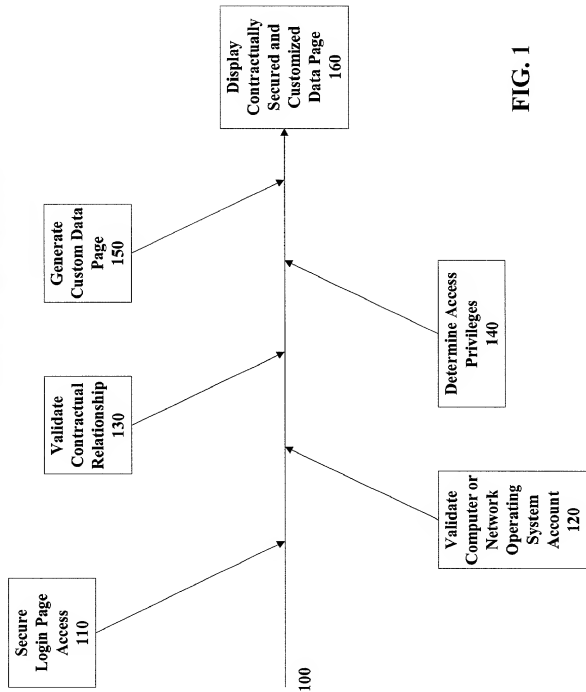 Secure
Login Page
Access
110
Validate
Computer or
Network
Operating
System
Account
120
Validate
Contractual
Relationship
130
Determine Access
Privileges
140
Generate
Custom Data
Page
150
Display
Contractually
Secured and
Customized
Data Page
160
100
FIG. 1